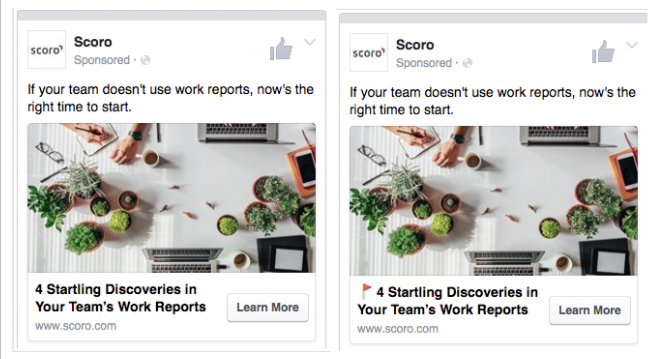 scoro
Scoro
Sponsored ·
If your team doesn't use work reports, now's the
right time to start.
4 Startling Discoveries in
Your Team's Work Reports
Learn More
www.scoro.com
scoro
Scoro
Sponsored ·
If your team doesn't use work reports, now's the
right time to start.
🚩 4 Startling Discoveries in
Your Team's Work Reports
Learn More
www.scoro.com